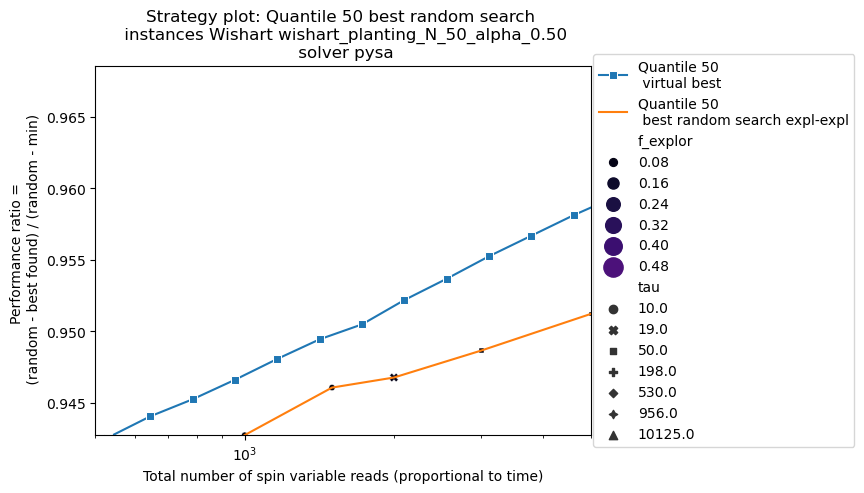 Strategy plot: Quantile 50 best random search
instances Wishart wishart_planting_N_50_alpha_0.50
solver pysa
Performance ratio =
(random - best found) / (random - min)
0.965
0.960
0.955
0.950
0.945
10^3
Total number of spin variable reads (proportional to time)
Quantile 50
virtual best
Quantile 50
best random search expl-expl
f_explor
0.08
0.16
0.24
0.32
0.40
0.48
tau
10.0
19.0
50.0
198.0
530.0
956.0
10125.0